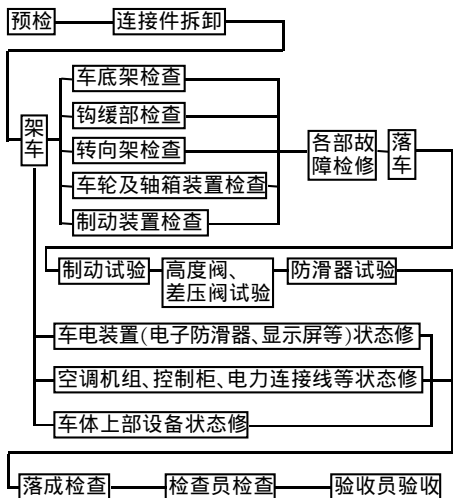 预检
连接件拆卸
车底架检查
钩缓部检查
架
车
转向架检查
各部故
障检修
落
车
车轮及轴箱装置检查
制动装置检查
制动试验
高度阀、
差压阀试验
防滑器试验
车电装置(电子防滑器、显示屏等)状态修
空调机组、控制柜、电力连接线等状态修
车体上部设备状态修
落成检查
检查员检查
验收员验收